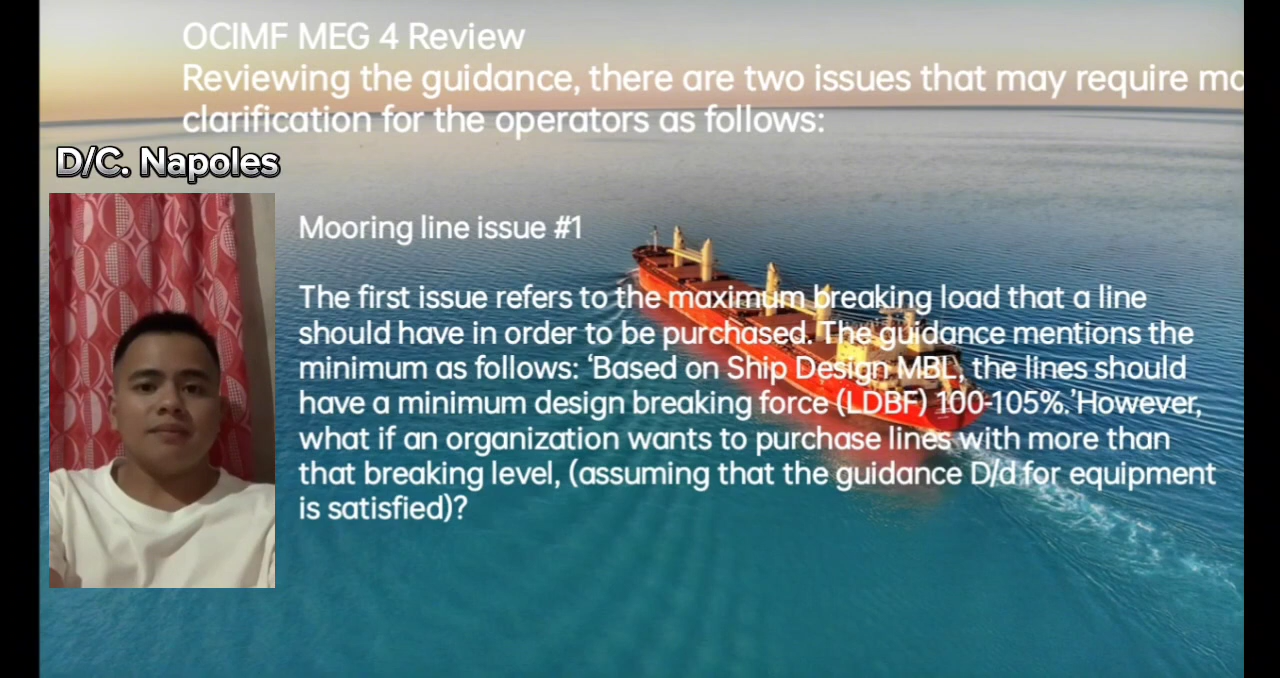 OCIMF MEG 4 Review
Reviewing the guidance, there are two issues that may require
clarification for the operators as follows:
D/C. Napoles
Mooring line issue #1
The first issue refers to the maximum breaking load that a line
should have in order to be purchased. The guidance mentions the
minimum as follows: ‘Based on Ship Design MBL, the lines should
have a minimum design breaking force (LDBF) 100-105%.’However,
what if an organization wants to purchase lines with more than
that breaking level, (assuming that the guidance D/d for equipment
is satisfied)?